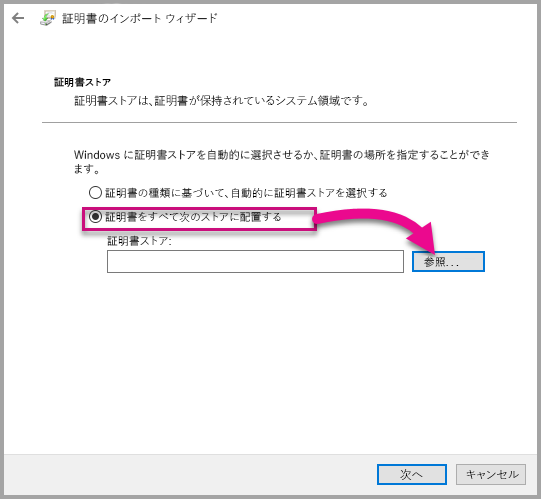 証明書のインポート ウィザード
証明書ストア
証明書ストアは、証明書が保持されているシステム領域です。
Windows に証明書ストアを自動的に選択させるか、証明書の場所を指定することができ
ます。
証明書の種類に基づいて、自動的に証明書ストアを選択する
証明書をすべて次のストアに配置する
証明書ストア:
参照...
次へ
キャンセル